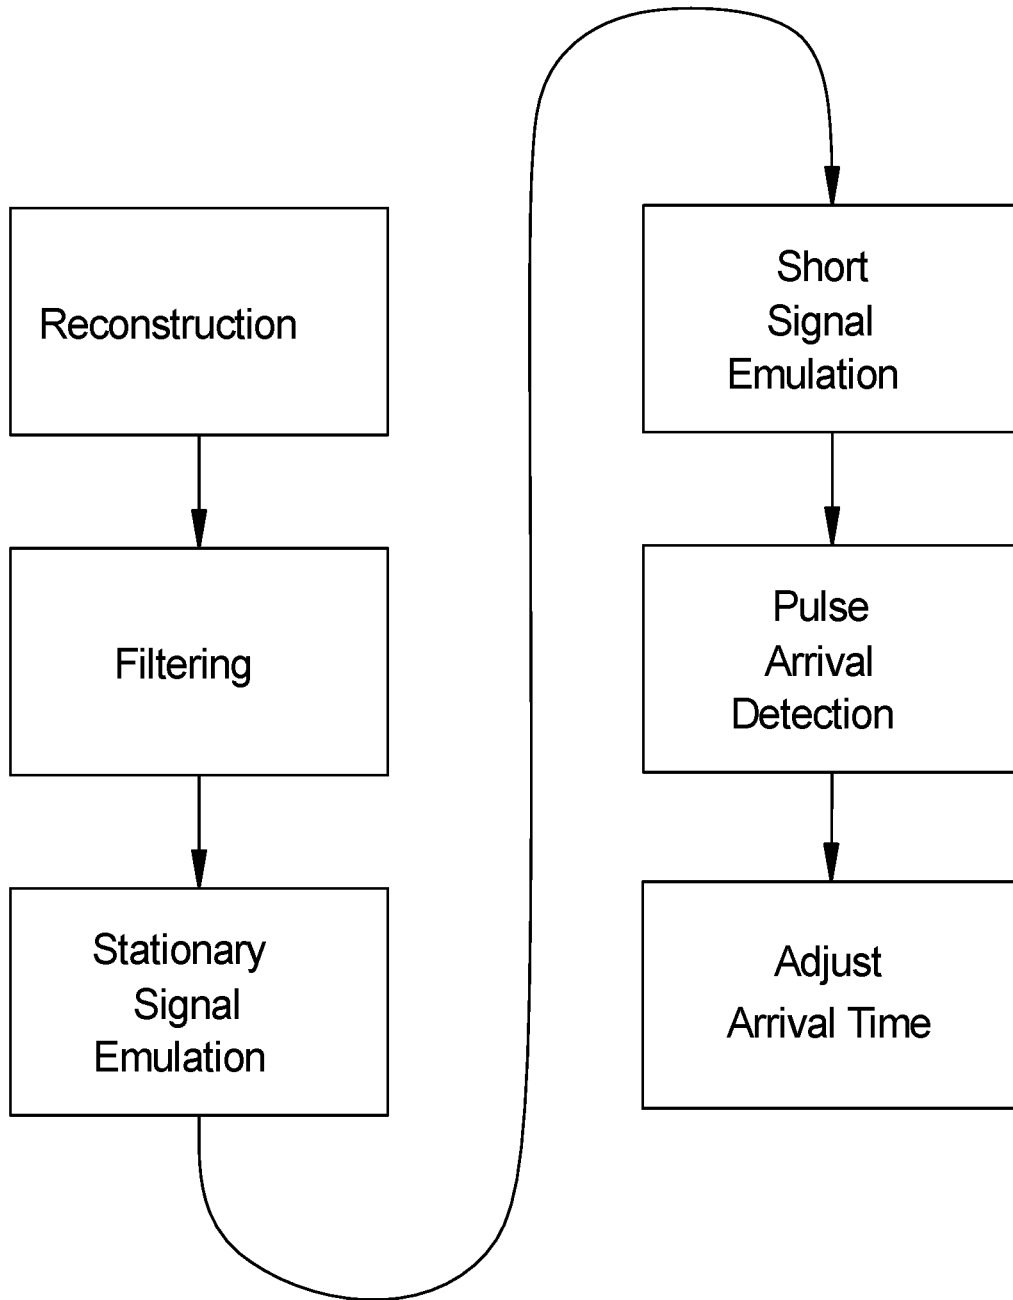 Reconstruction
Filtering
Stationary
Signal
Emulation
Short
Signal
Emulation
Pulse
Arrival
Detection
Adjust
Arrival Time